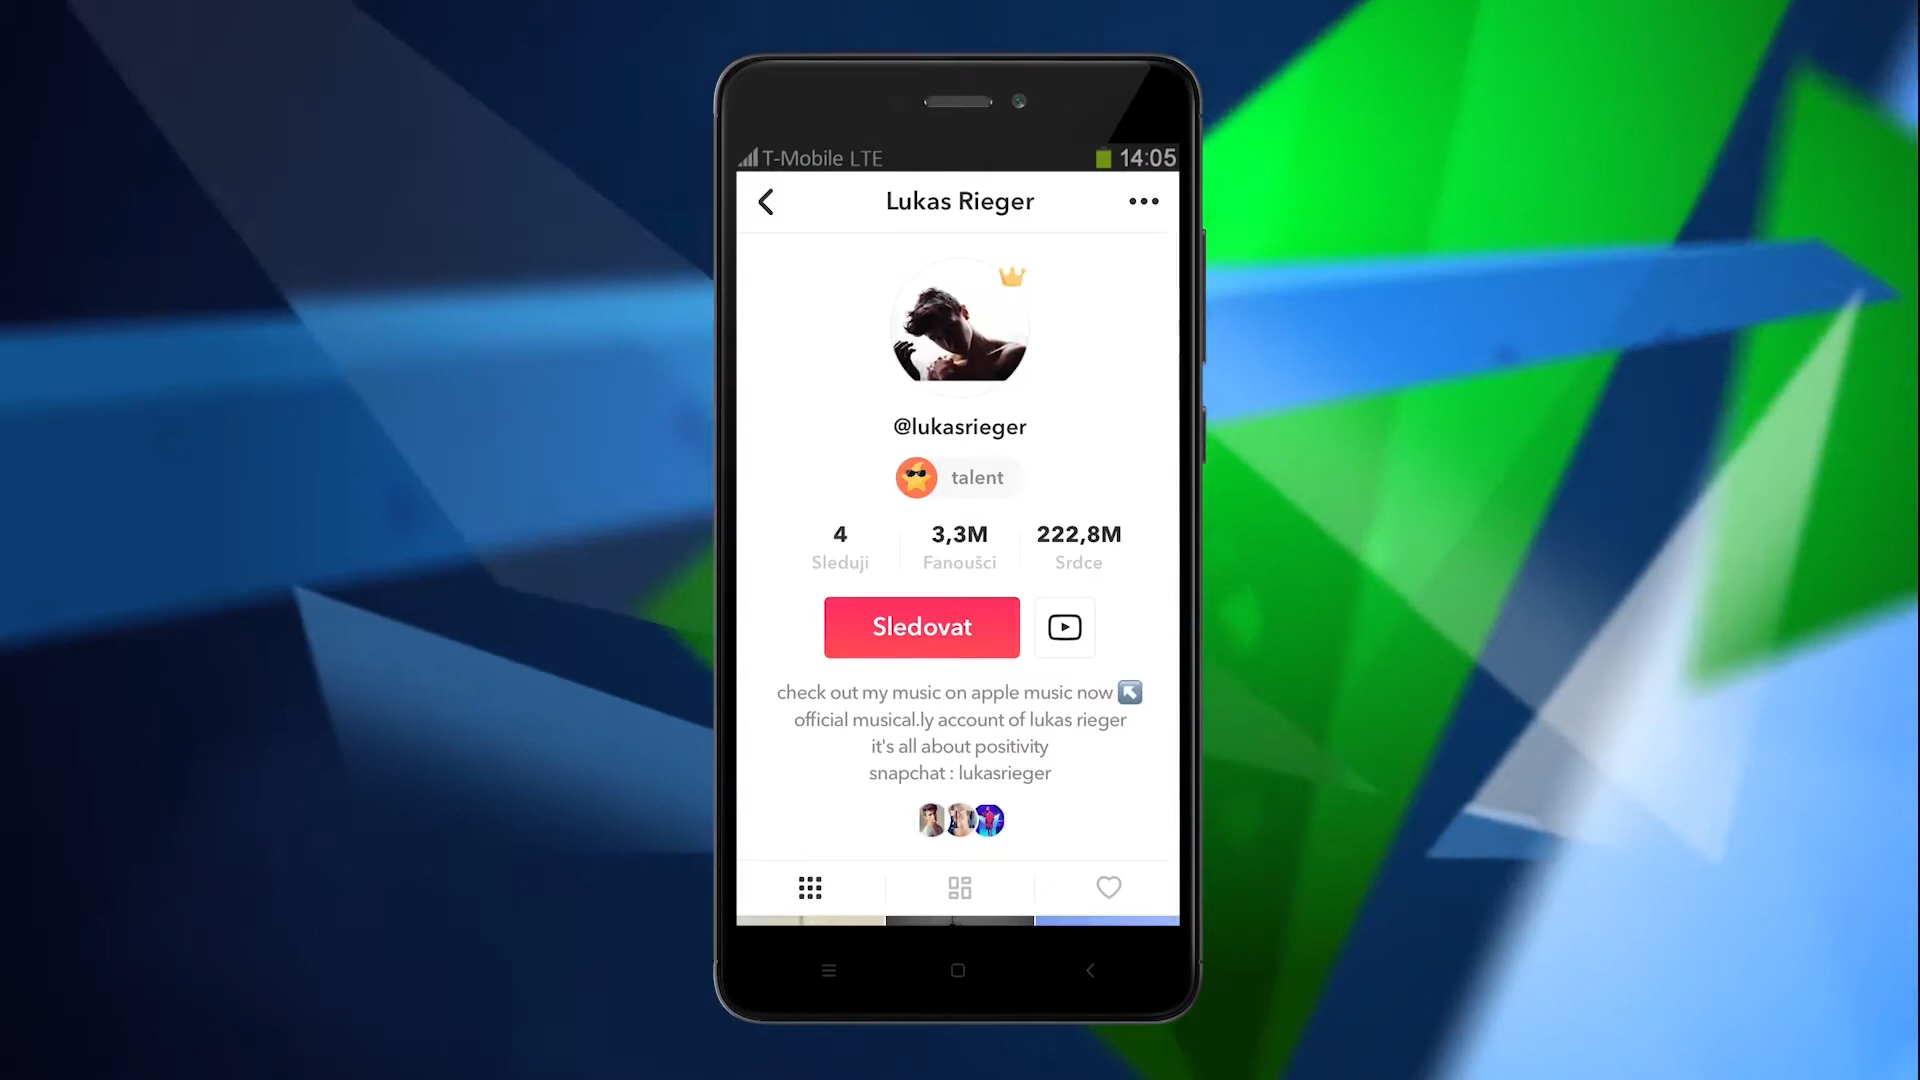 T-Mobile LTE 14:05
Lukas Rieger
@lukasrieger
talent
4 3,3M 222,8M
Sleduji Fanoušci Srdce
Sledovat
check out my music on apple music now
official musical.ly account of lukas rieger
it's all about positivity
snapchat : lukasrieger